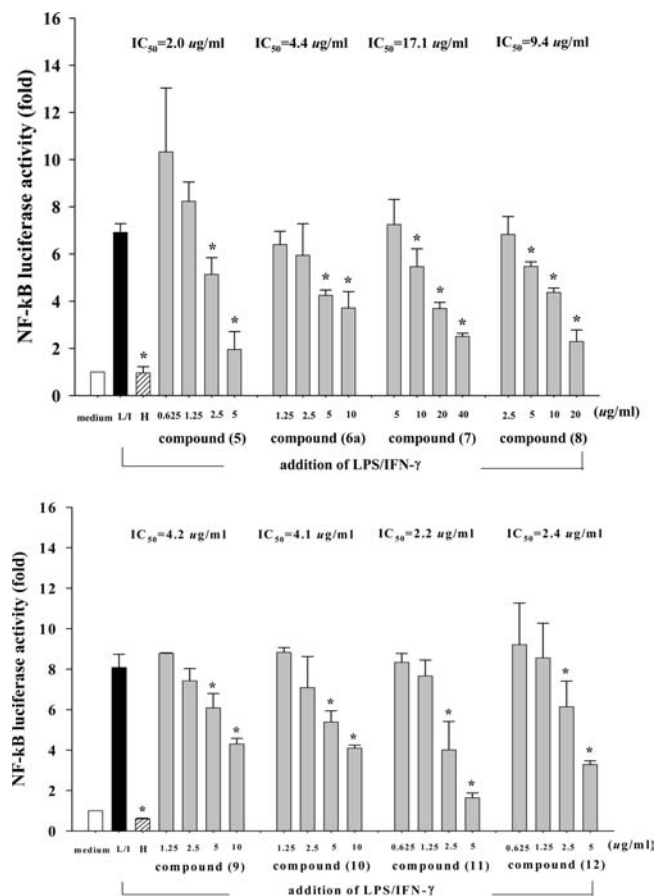 16
14
12
10
8
6
4
2
0
NF-kB luciferase activity (fold)
IC50=2.0 ug/ml IC50=4.4 ug/ml IC50=17.1 ug/ml IC50=9.4 ug/ml
* * * * * * * * * * *
medium L/I H 0.625 1.25 2.5 5 1.25 2.5 5 10 5 10 20 40 2.5 5 10 20 (ug/ml)
compound (5) compound (6a) compound (7) compound (8)
addition of LPS/IFN-γ
16
14
12
10
8
6
4
2
0
NF-kB luciferase activity (fold)
IC50=4.2 ug/ml IC50=4.1 ug/ml IC50=2.2 ug/ml IC50=2.4 ug/ml
* * * * * * * * *
medium L/I H 1.25 2.5 5 10 1.25 2.5 5 10 0.625 1.25 2.5 5 0.625 1.25 2.5 5 (ug/ml)
compound (9) compound (10) compound (11) compound (12)
addition of LPS/IFN-γ